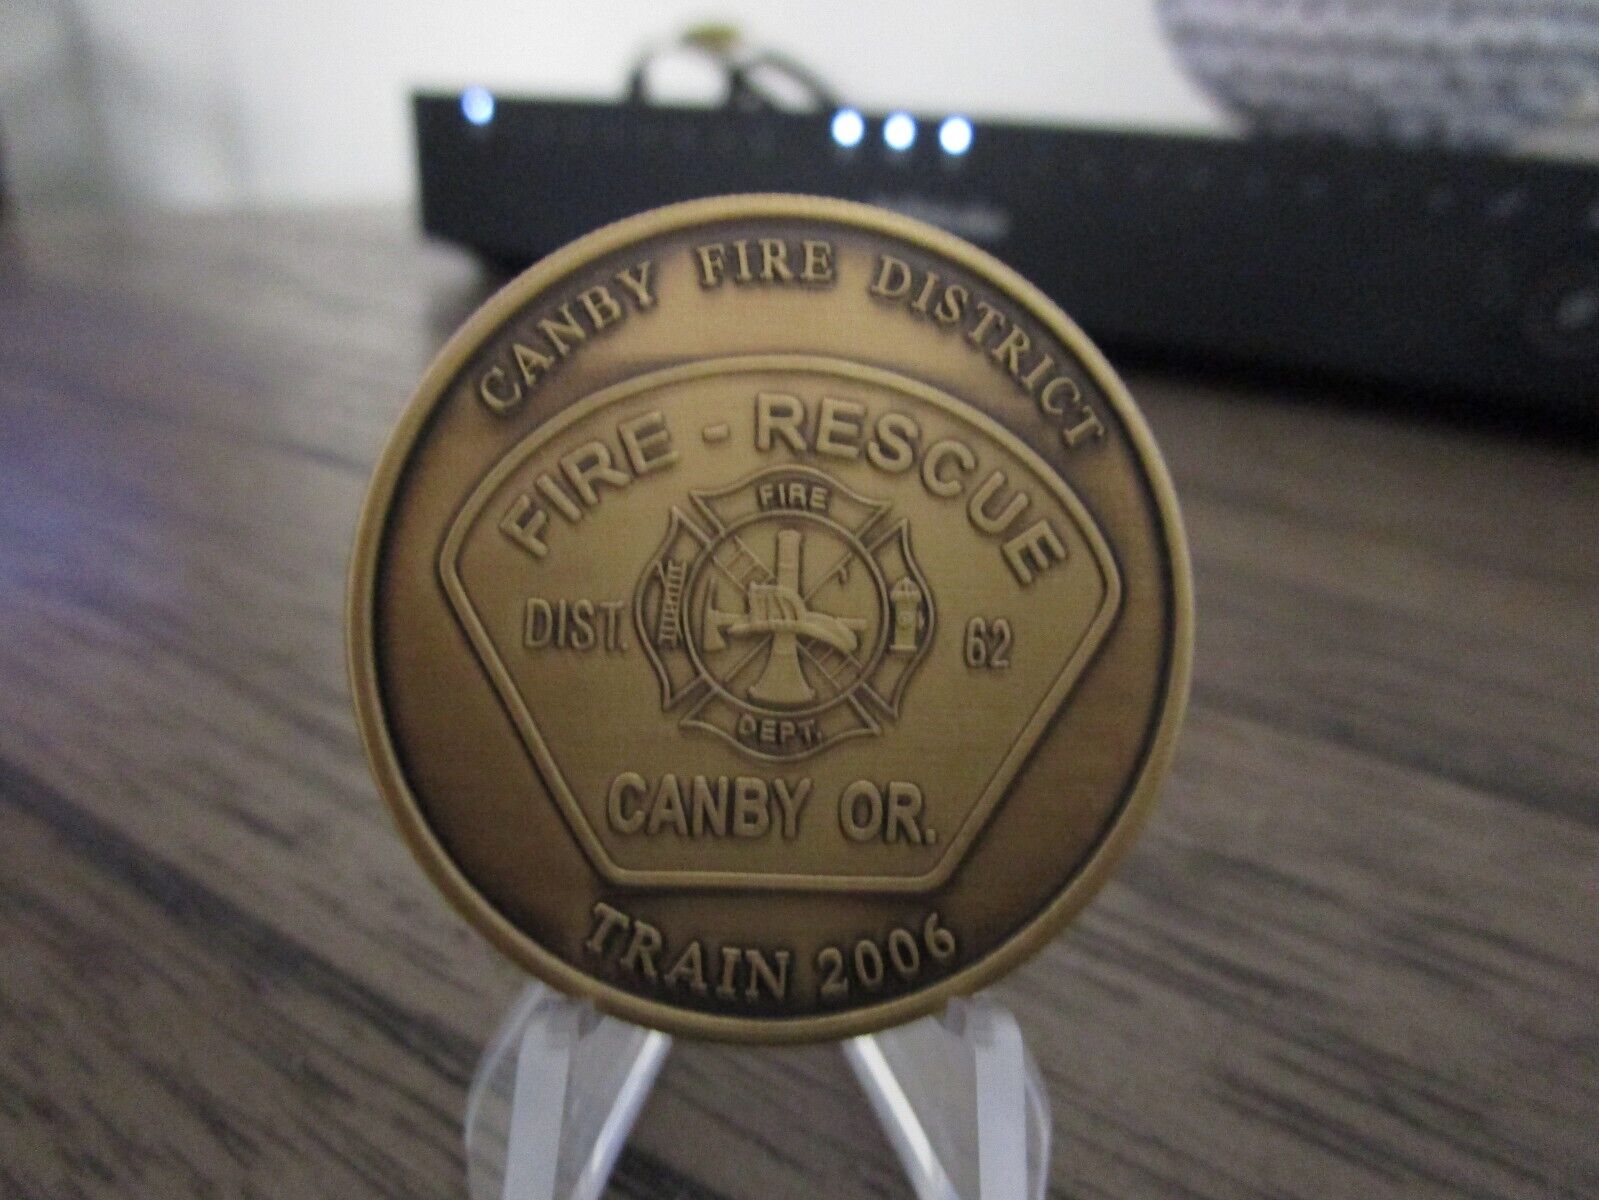 CANBY FIRE DISTRICT
FIRE - RESCUE
FIRE
DIST. 62
DEPT.
CANBY OR.
TRAIN 2006